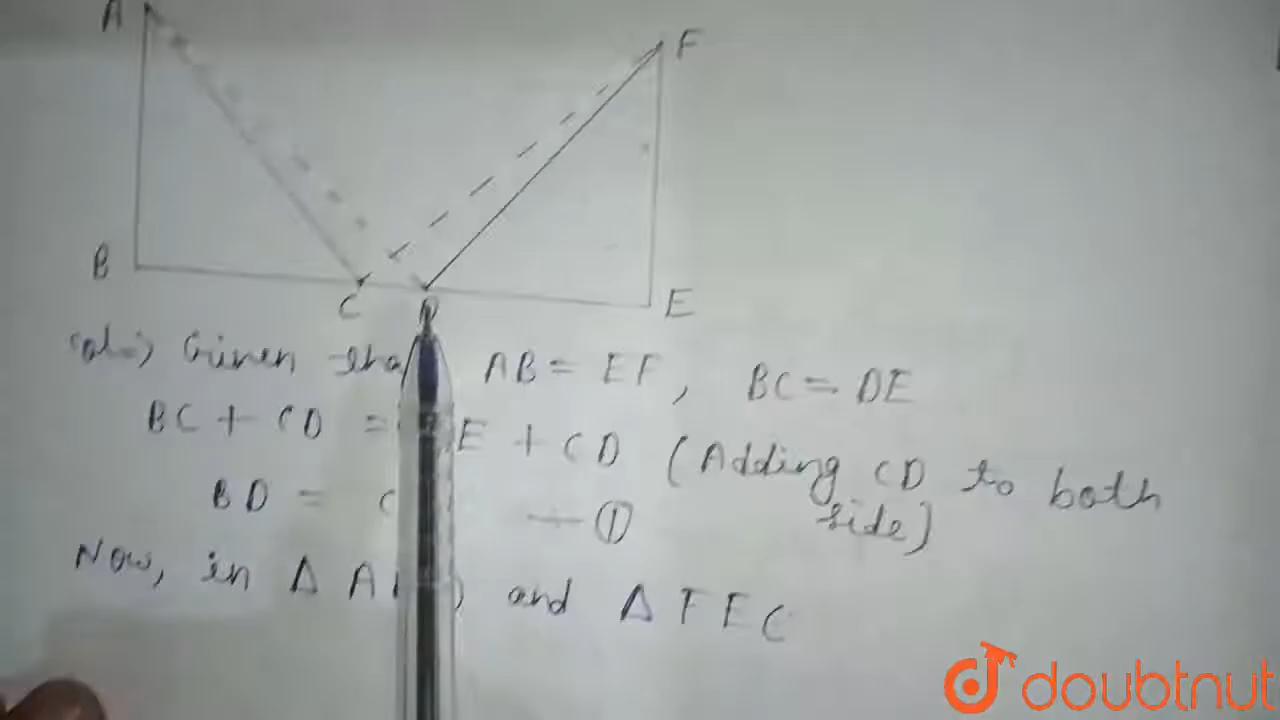 A
F
B
C
E
Given AB = EF, BC = DE
BC + CD = E + CD (Adding CD to both
side)
BD = C — ①
Now, in Δ A and Δ FEC
doubtnut